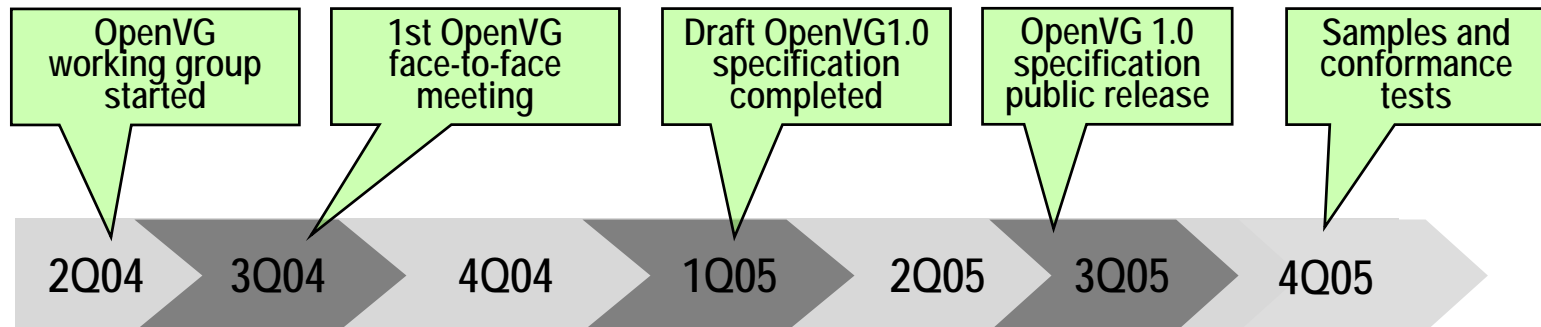 OpenVG
working group
started
1st OpenVG
face-to-face
meeting
Draft OpenVG1.0
specification
completed
OpenVG 1.0
specification
public release
Samples and
conformance
tests
2Q04
3Q04
4Q04
1Q05
2Q05
3Q05
4Q05